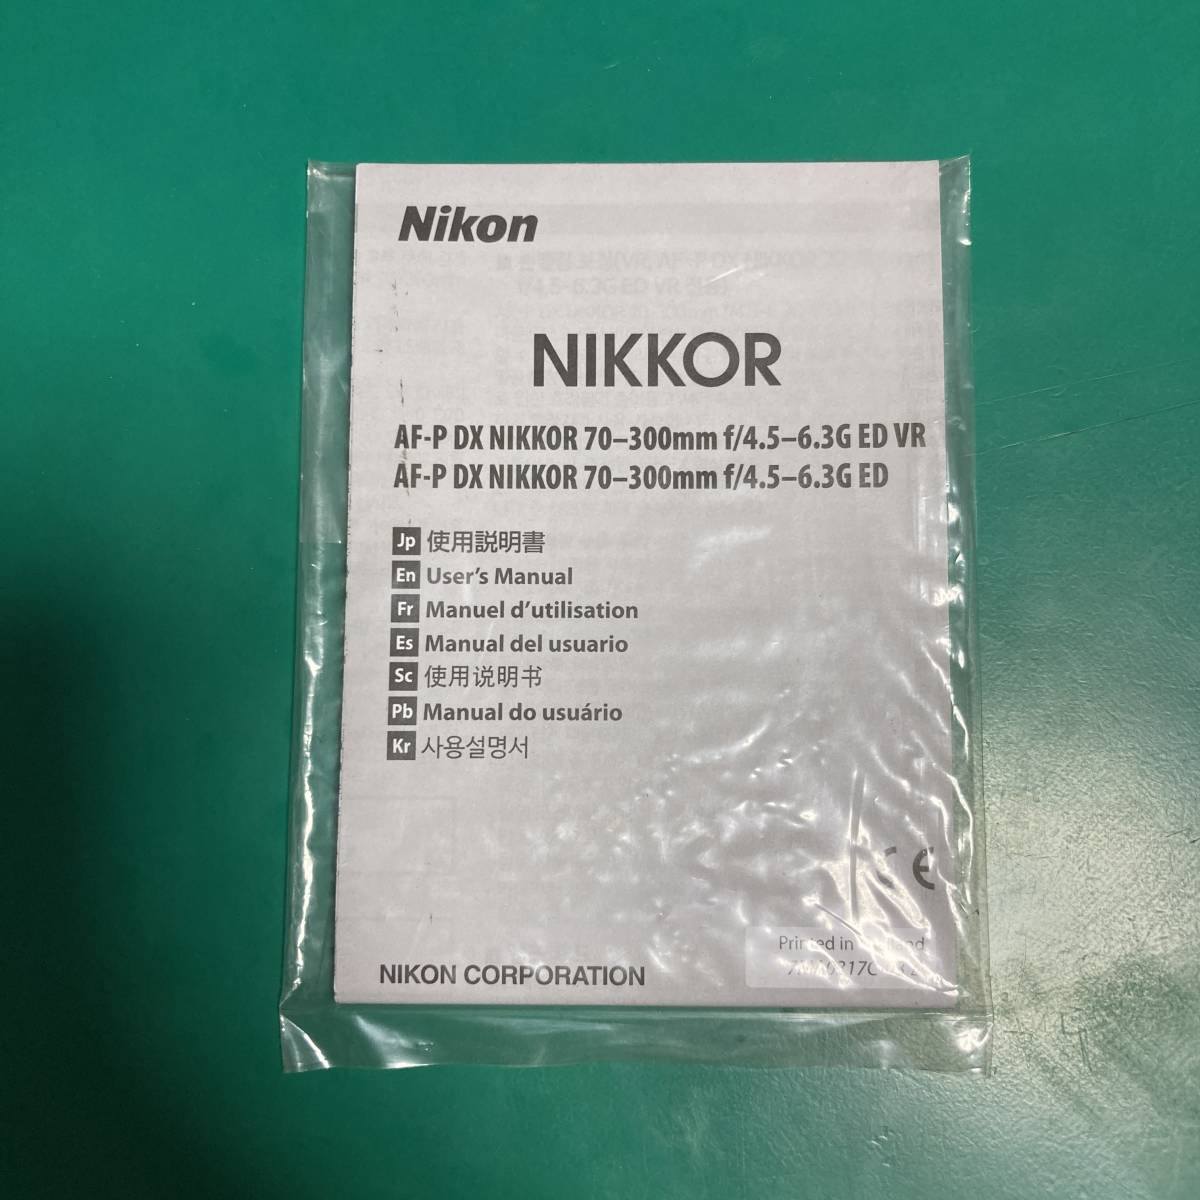 Nikon
NIKKOR
AF-P DX NIKKOR 70–300mm f/4.5–6.3G ED VR
AF-P DX NIKKOR 70–300mm f/4.5–6.3G ED
Jp 使用説明書
En User's Manual
Fr Manuel d'utilisation
Es Manual del usuario
Sc 使用说明书
Pb Manual do usuário
Kr 사용설명서
CE
Printed in
NIKON CORPORATION